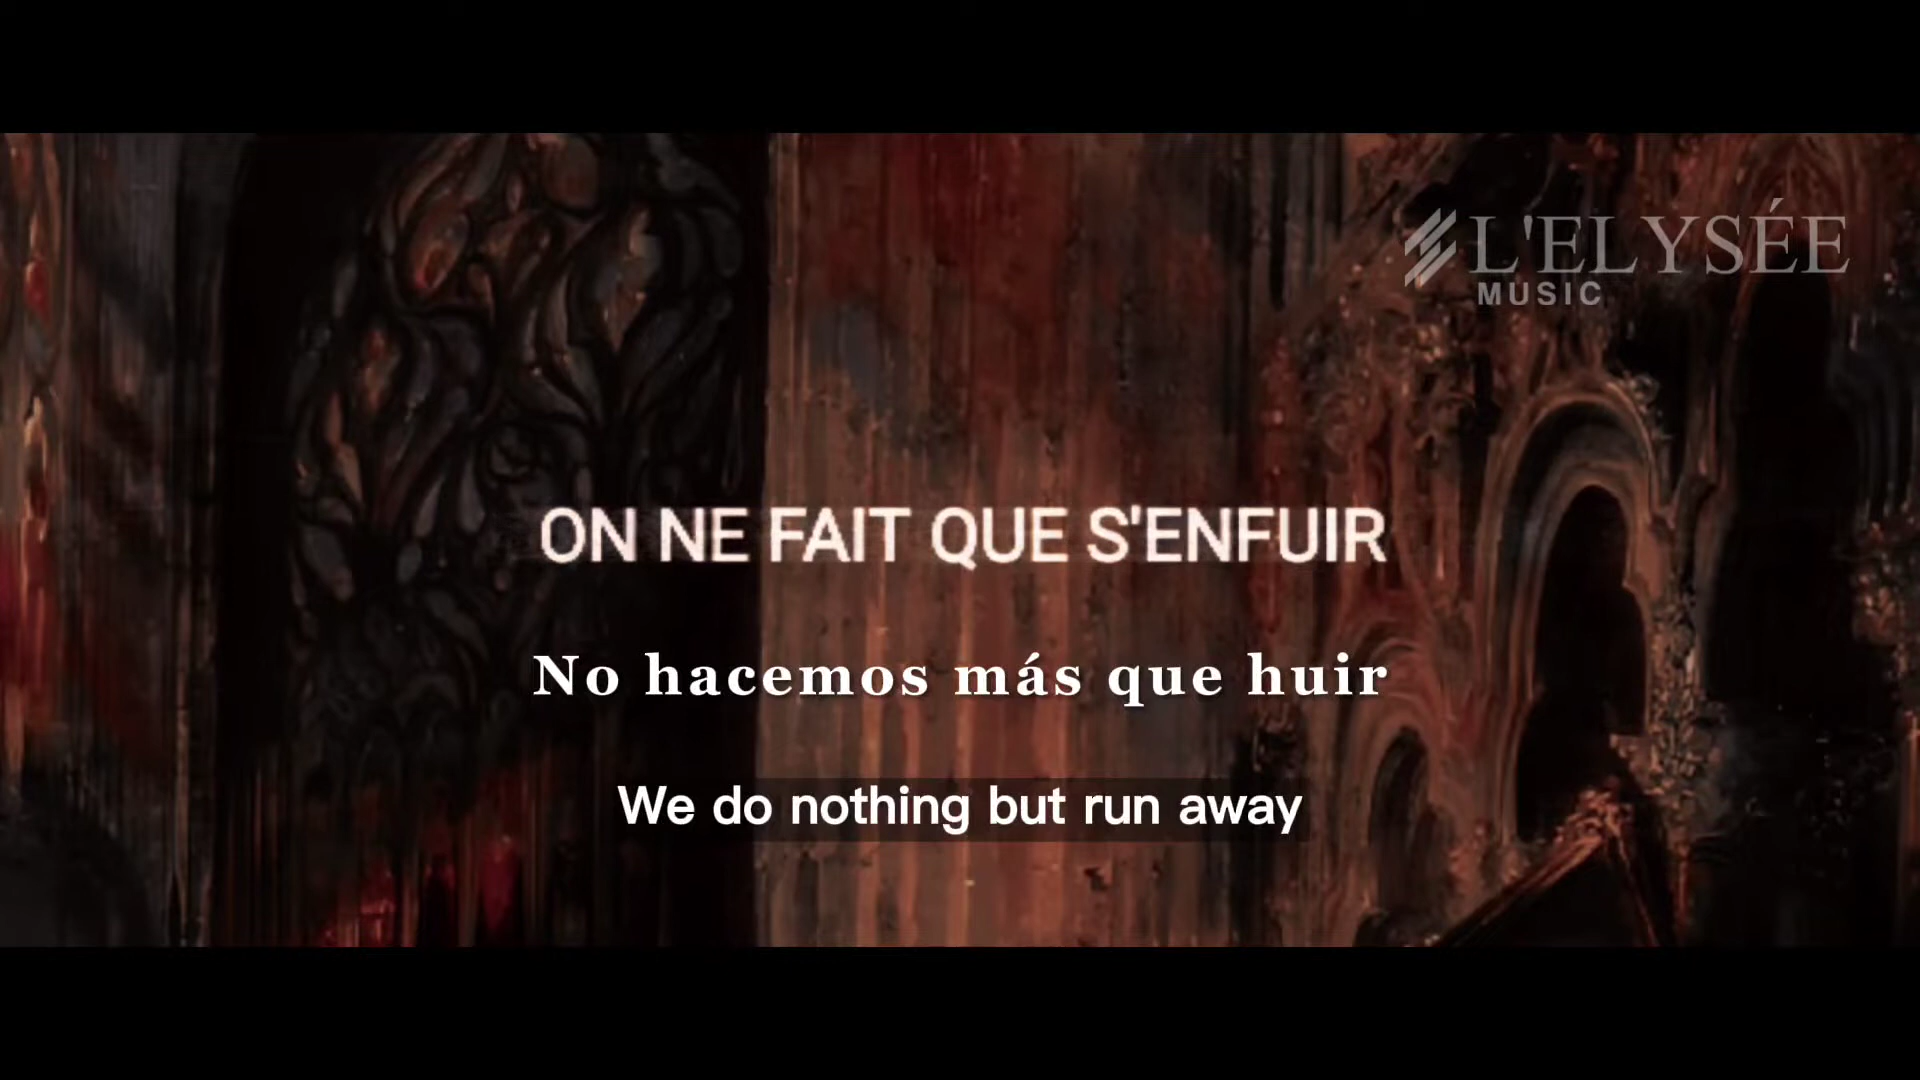 L'ELYSÉE
MUSIC
ON NE FAIT QUE S'ENFUIR
No hacemos más que huir
We do nothing but run away